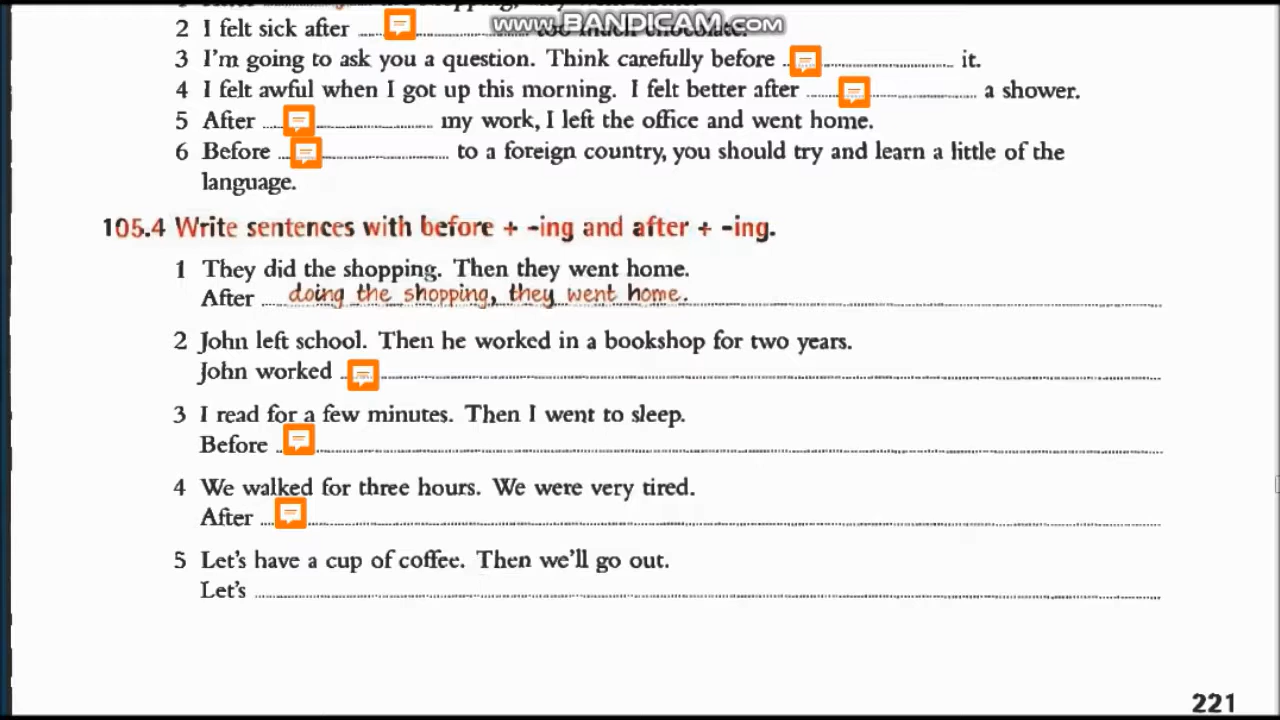 www.BANDICAM.com
2 I felt sick after ........ too much chocolate.
3 I'm going to ask you a question. Think carefully before ........ it.
4 I felt awful when I got up this morning. I felt better after ........ a shower.
5 After ........ my work, I left the office and went home.
6 Before ........ to a foreign country, you should try and learn a little of the
language.
105.4 Write sentences with before + -ing and after + -ing.
1 They did the shopping. Then they went home.
After doing the shopping, they went home.
2 John left school. Then he worked in a bookshop for two years.
John worked ........
3 I read for a few minutes. Then I went to sleep.
Before ........
4 We walked for three hours. We were very tired.
After ........
5 Let's have a cup of coffee. Then we'll go out.
Let's ........
221